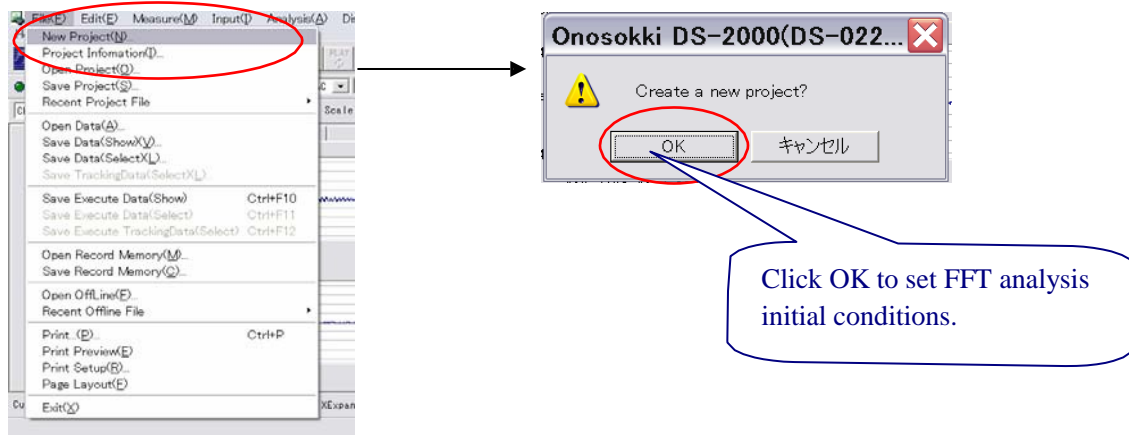 File(F) Edit(E) Measure(M) Input(I) Analysis(A) Di
New Project(N)...
Project Infomation(I)...
Open Project(O)...
Save Project(S)...
Recent Project File
Open Data(A)...
Save Data(ShowX)(V)...
Save Data(SelectX)(L)...
Save TrackingData(SelectX)(L)...
Save Execute Data(Show) Ctrl+F10
Save Execute Data(Select) Ctrl+F11
Save Execute TrackingData(Select) Ctrl+F12
Open Record Memory(M)...
Save Record Memory(C)...
Open OffLine(F)...
Recent Offline File
Print...(P)... Ctrl+P
Print Preview(E)
Print Setup(R)...
Page Layout(F)
Exit(X)
PLAY
Scale
Cu
XExpan
Onosokki DS-2000(DS-022...
Create a new project?
OK キャンセル
Click OK to set FFT analysis
initial conditions.